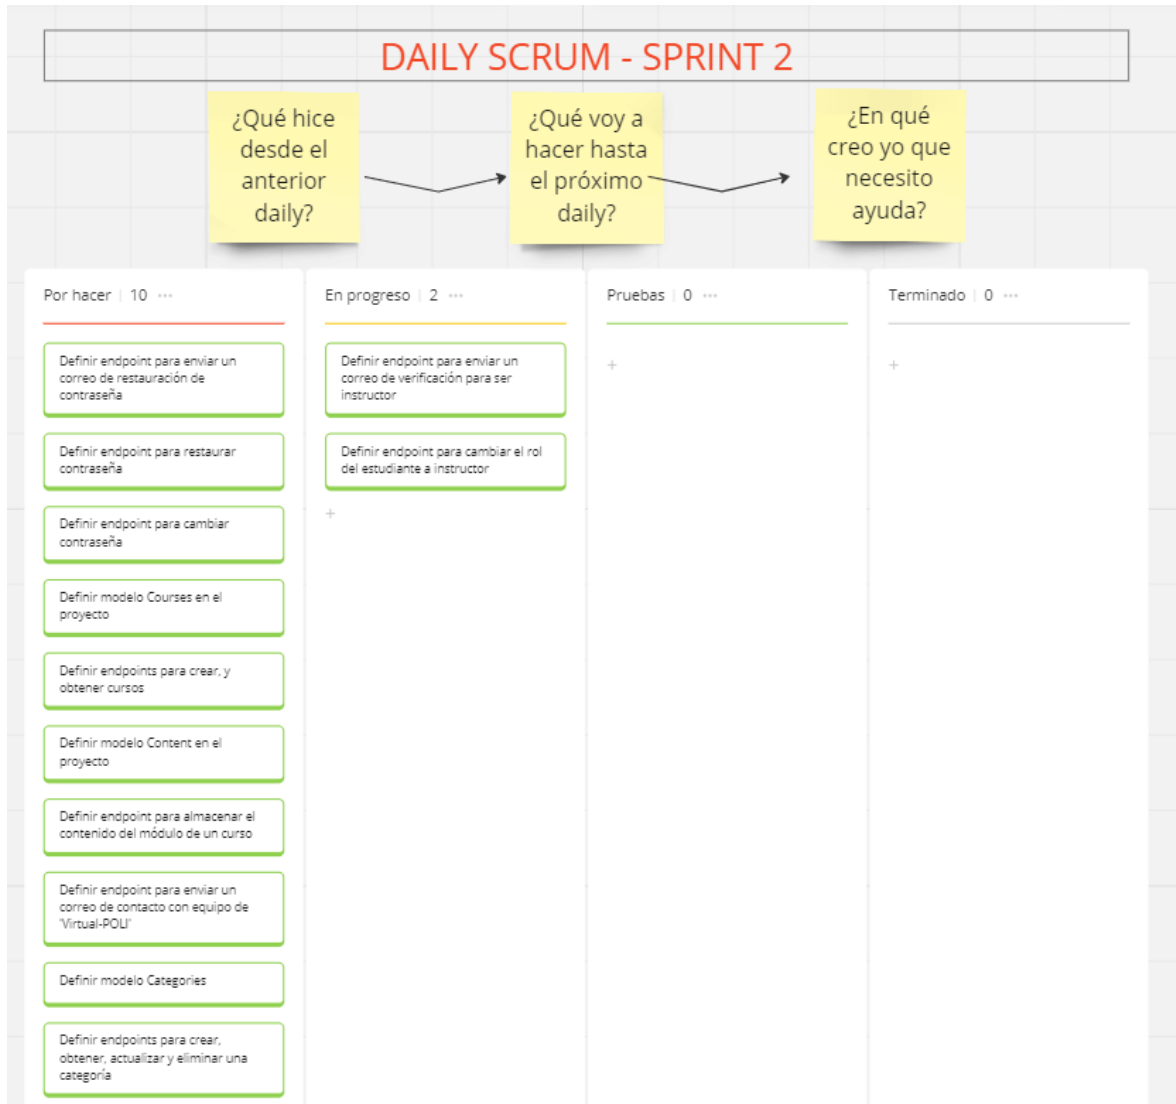 DAILY SCRUM - SPRINT 2
¿Qué hice
desde el
anterior
daily?
¿Qué voy a
hacer hasta
el próximo
daily?
¿En qué
creo yo que
necesito
ayuda?
Por hacer | 10 ...
Definir endpoint para enviar un
correo de restauración de
contraseña
Definir endpoint para restaurar
contraseña
Definir endpoint para cambiar
contraseña
Definir modelo Courses en el
proyecto
Definir endpoints para crear, y
obtener cursos
Definir modelo Content en el
proyecto
Definir endpoint para almacenar el
contenido del módulo de un curso
Definir endpoint para enviar un
correo de contacto con equipo de
'Virtual-POLI'
Definir modelo Categories
Definir endpoints para crear,
obtener, actualizar y eliminar una
categoría
En progreso | 2 ...
Definir endpoint para enviar un
correo de verificación para ser
instructor
Definir endpoint para cambiar el rol
del estudiante a instructor
+
Pruebas | 0 ...
+
Terminado | 0 ...
+